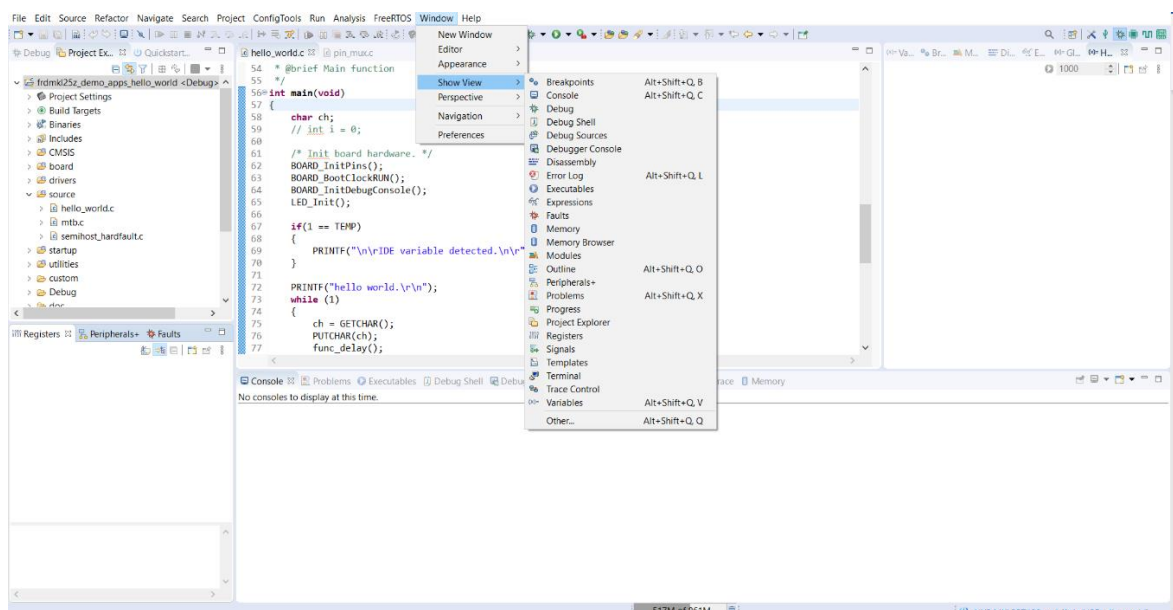 File Edit Source Refactor Navigate Search Project ConfigTools Run Analysis FreeRTOS Window Help
Debug Project Ex... Quickstart...
frdmkl25z_demo_apps_hello_world <Debug>
Project Settings
Build Targets
Binaries
Includes
CMSIS
board
drivers
source
hello_world.c
mtb.c
semihost_hardfault.c
startup
utilities
custom
Debug
doc
Registers Peripherals+ Faults
hello_world.c pin_mux.c
54 * @brief Main function
55 */
56 int main(void)
57 {
58 char ch;
59 // int i = 0;
60
61 /* Init board hardware. */
62 BOARD_InitPins();
63 BOARD_BootClockRUN();
64 BOARD_InitDebugConsole();
65 LED_Init();
66
67 if(1 == TEMP)
68 {
69 PRINTF("\n\rIDE variable detected.\n\r"
70 }
71
72 PRINTF("hello world.\r\n");
73 while (1)
74 {
75 ch = GETCHAR();
76 PUTCHAR(ch);
77 func_delay();
New Window
Editor
Appearance
Show View
Perspective
Navigation
Preferences
Breakpoints Alt+Shift+Q, B
Console Alt+Shift+Q, C
Debug
Debug Shell
Debug Sources
Debugger Console
Disassembly
Error Log Alt+Shift+Q, L
Executables
Expressions
Faults
Memory
Memory Browser
Modules
Outline Alt+Shift+Q, O
Peripherals+
Problems Alt+Shift+Q, X
Progress
Project Explorer
Registers
Signals
Templates
Terminal
Trace Control
Variables Alt+Shift+Q, V
Other... Alt+Shift+Q, Q
Va... Br... M... Di... E... Gl... H...
1000
Console Problems Executables Debug Shell Debu race Memory
No consoles to display at this time.